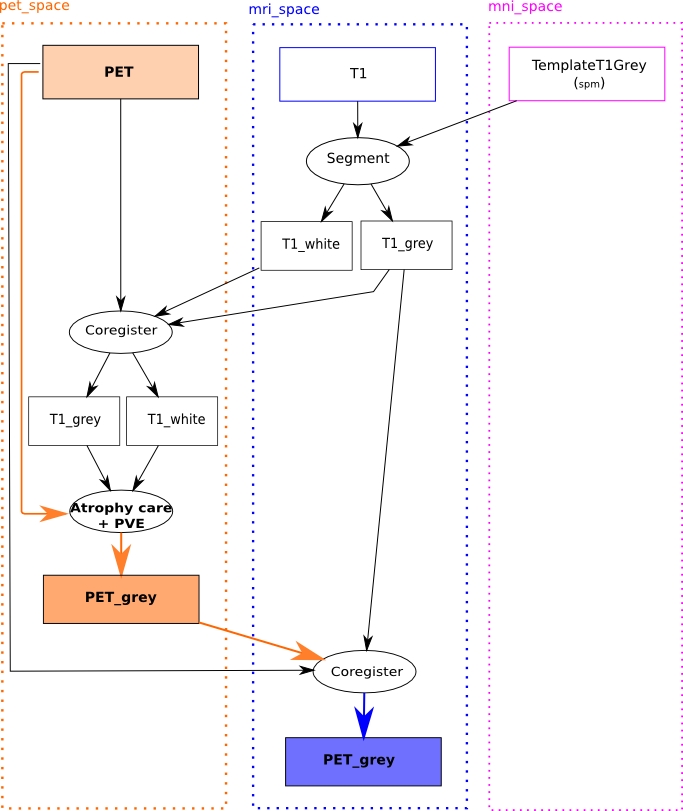 pet_space
mri_space
mni_space
PET
T1
TemplateT1Grey
(spm)
Segment
T1_white
T1_grey
Coregister
T1_grey
T1_white
Atrophy care
+ PVE
PET_grey
Coregister
PET_grey